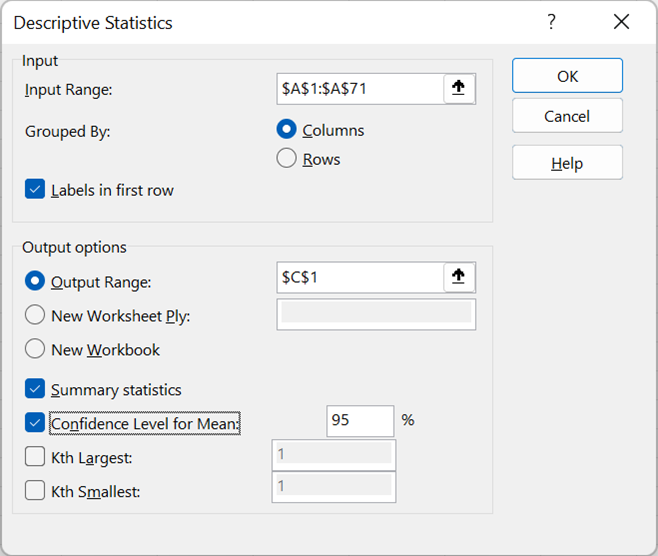 Descriptive Statistics ?
Input
Input Range: $A$1:$A$71
Grouped By: Columns
Rows
Labels in first row
OK
Cancel
Help
Output options
Output Range: $C$1
New Worksheet Ply:
New Workbook
Summary statistics
Confidence Level for Mean: 95 %
Kth Largest: 1
Kth Smallest: 1